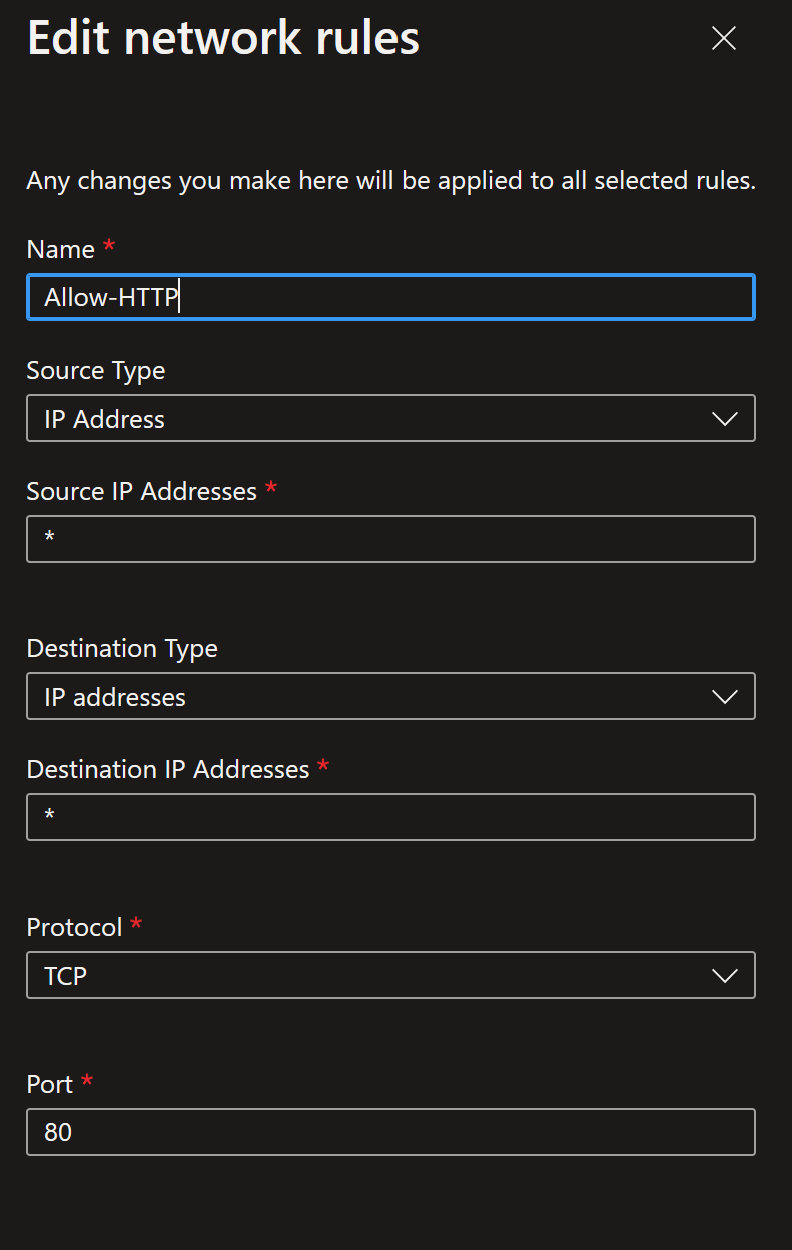 Edit network rules
Any changes you make here will be applied to all selected rules.
Name *
Allow-HTTP
Source Type
IP Address
Source IP Addresses *
*
Destination Type
IP addresses
Destination IP Addresses *
*
Protocol *
TCP
Port *
80